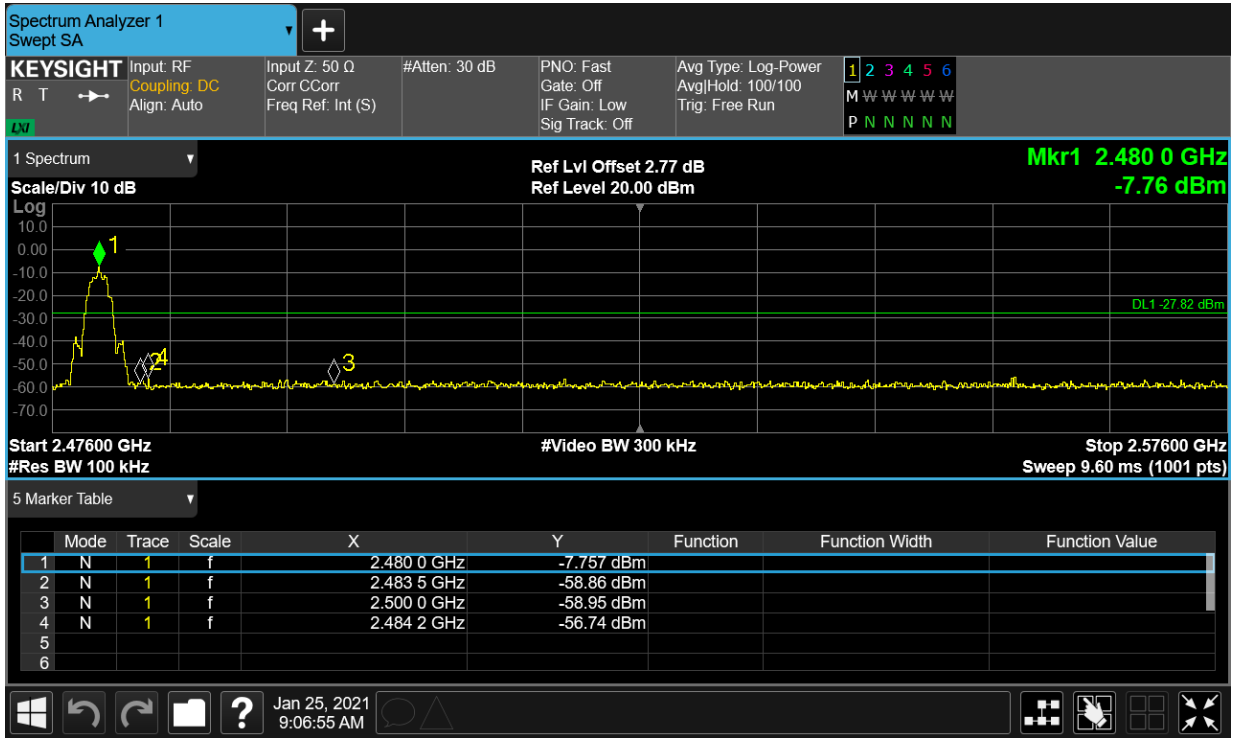 Spectrum Analyzer 1
Swept SA
KEYSIGHT
R T
LXI
Input: RF
Coupling: DC
Align: Auto
Input Z: 50 Ω
Corr CCorr
Freq Ref: Int (S)
#Atten: 30 dB
PNO: Fast
Gate: Off
IF Gain: Low
Sig Track: Off
Avg Type: Log-Power
Avg|Hold: 100/100
Trig: Free Run
1 2 3 4 5 6
M W W W W W
P N N N N N
1 Spectrum
Scale/Div 10 dB
Ref Lvl Offset 2.77 dB
Ref Level 20.00 dBm
Mkr1 2.480 0 GHz
-7.76 dBm
Log
10.0
0.00
-10.0
-20.0
-30.0
-40.0
-50.0
-60.0
-70.0
1
2
4
3
DL1 -27.82 dBm
Start 2.47600 GHz
#Res BW 100 kHz
#Video BW 300 kHz
Stop 2.57600 GHz
Sweep 9.60 ms (1001 pts)
5 Marker Table
Mode Trace Scale X Y Function Function Width Function Value
1 N 1 f 2.480 0 GHz -7.757 dBm
2 N 1 f 2.483 5 GHz -58.86 dBm
3 N 1 f 2.500 0 GHz -58.95 dBm
4 N 1 f 2.484 2 GHz -56.74 dBm
5
6
?
Jan 25, 2021
9:06:55 AM